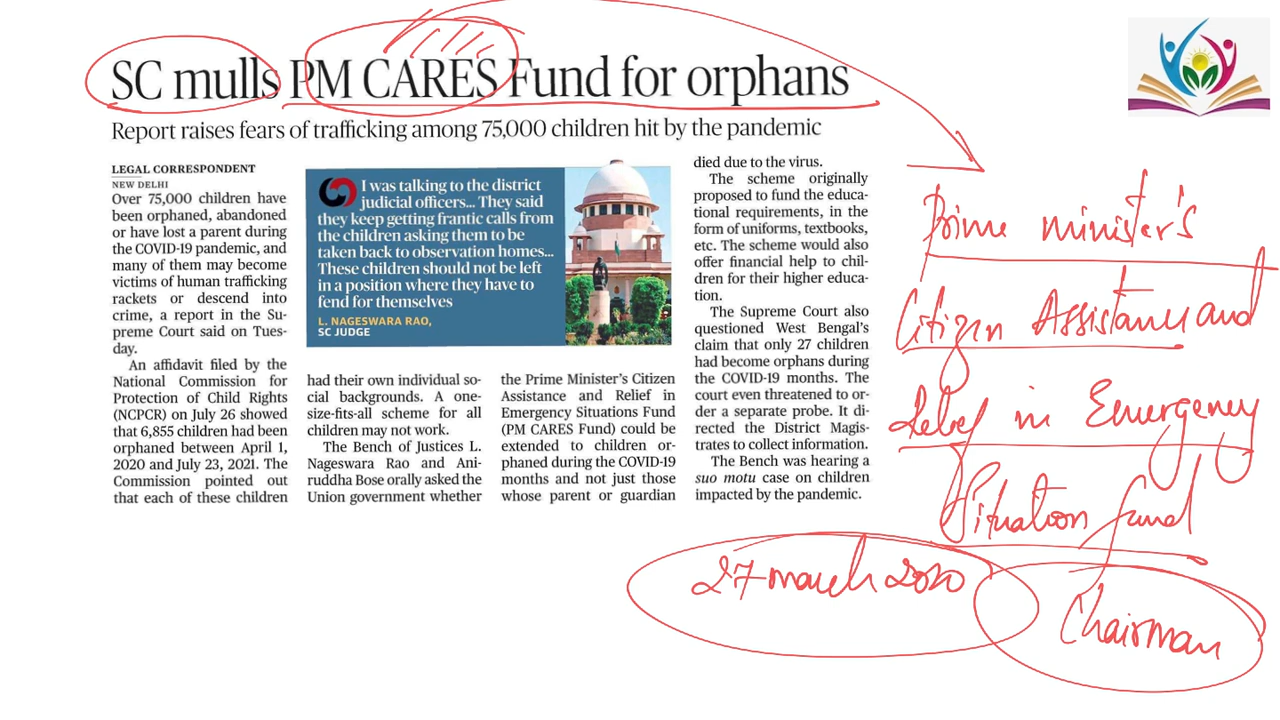 SC mulls PM CARES Fund for orphans
Report raises fears of trafficking among 75,000 children hit by the pandemic
LEGAL CORRESPONDENT
NEW DELHI
Over 75,000 children have
been orphaned, abandoned
or have lost a parent during
the COVID-19 pandemic, and
many of them may become
victims of human trafficking
rackets or descend into
crime, a report in the Su-
preme Court said on Tues-
day.
An affidavit filed by the
National Commission for
Protection of Child Rights
(NCPCR) on July 26 showed
that 6,855 children had been
orphaned between April 1,
2020 and July 23, 2021. The
Commission pointed out
that each of these children
I was talking to the district
judicial officers... They said
they keep getting frantic calls from
the children asking them to be
taken back to observation homes...
These children should not be left
in a position where they have to
fend for themselves
L. NAGESWARA RAO,
SC JUDGE
had their own individual so-
cial backgrounds. A one-
size-fits-all scheme for all
children may not work.
The Bench of Justices L.
Nageswara Rao and Ani-
ruddha Bose orally asked the
Union government whether
the Prime Minister's Citizen
Assistance and Relief in
Emergency Situations Fund
(PM CARES Fund) could be
extended to children or-
phaned during the COVID-19
months and not just those
whose parent or guardian
died due to the virus.
The scheme originally
proposed to fund the educa-
tional requirements, in the
form of uniforms, textbooks,
etc. The scheme would also
offer financial help to chil-
dren for their higher educa-
tion.
The Supreme Court also
questioned West Bengal's
claim that only 27 children
had become orphans during
the COVID-19 months. The
court even threatened to or-
der a separate probe. It di-
rected the District Magis-
trates to collect information.
The Bench was hearing a
suo motu case on children
impacted by the pandemic.
Prime minister's
Citizen Assistance and
Relief in Emergency
Situation fund
27 march 2020
Chairman